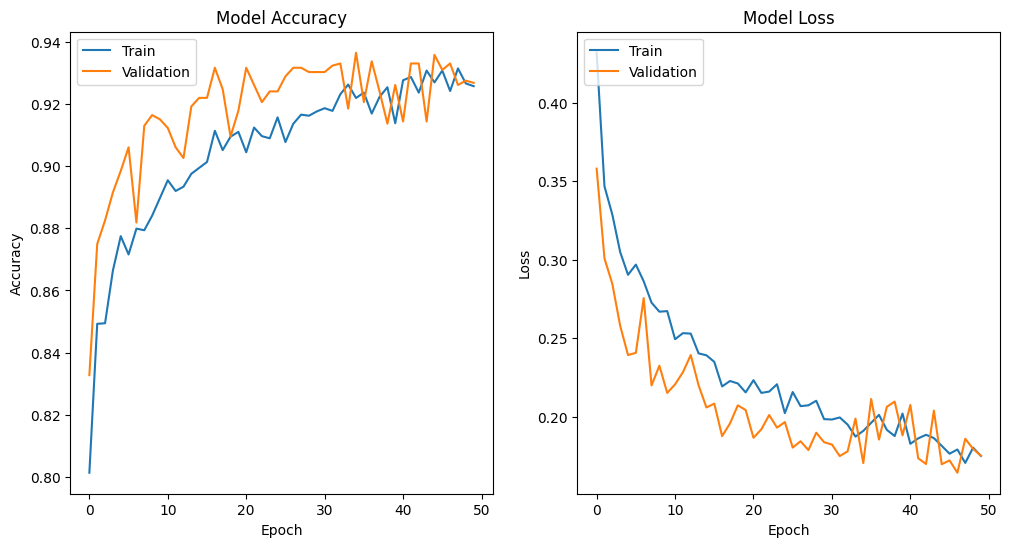 Model Accuracy
Train
Validation
0.94
0.92
0.90
0.88
0.86
0.84
0.82
0.80
Accuracy
0
10
20
30
40
50
Epoch
Model Loss
Train
Validation
0.40
0.35
0.30
0.25
0.20
Loss
0
10
20
30
40
50
Epoch